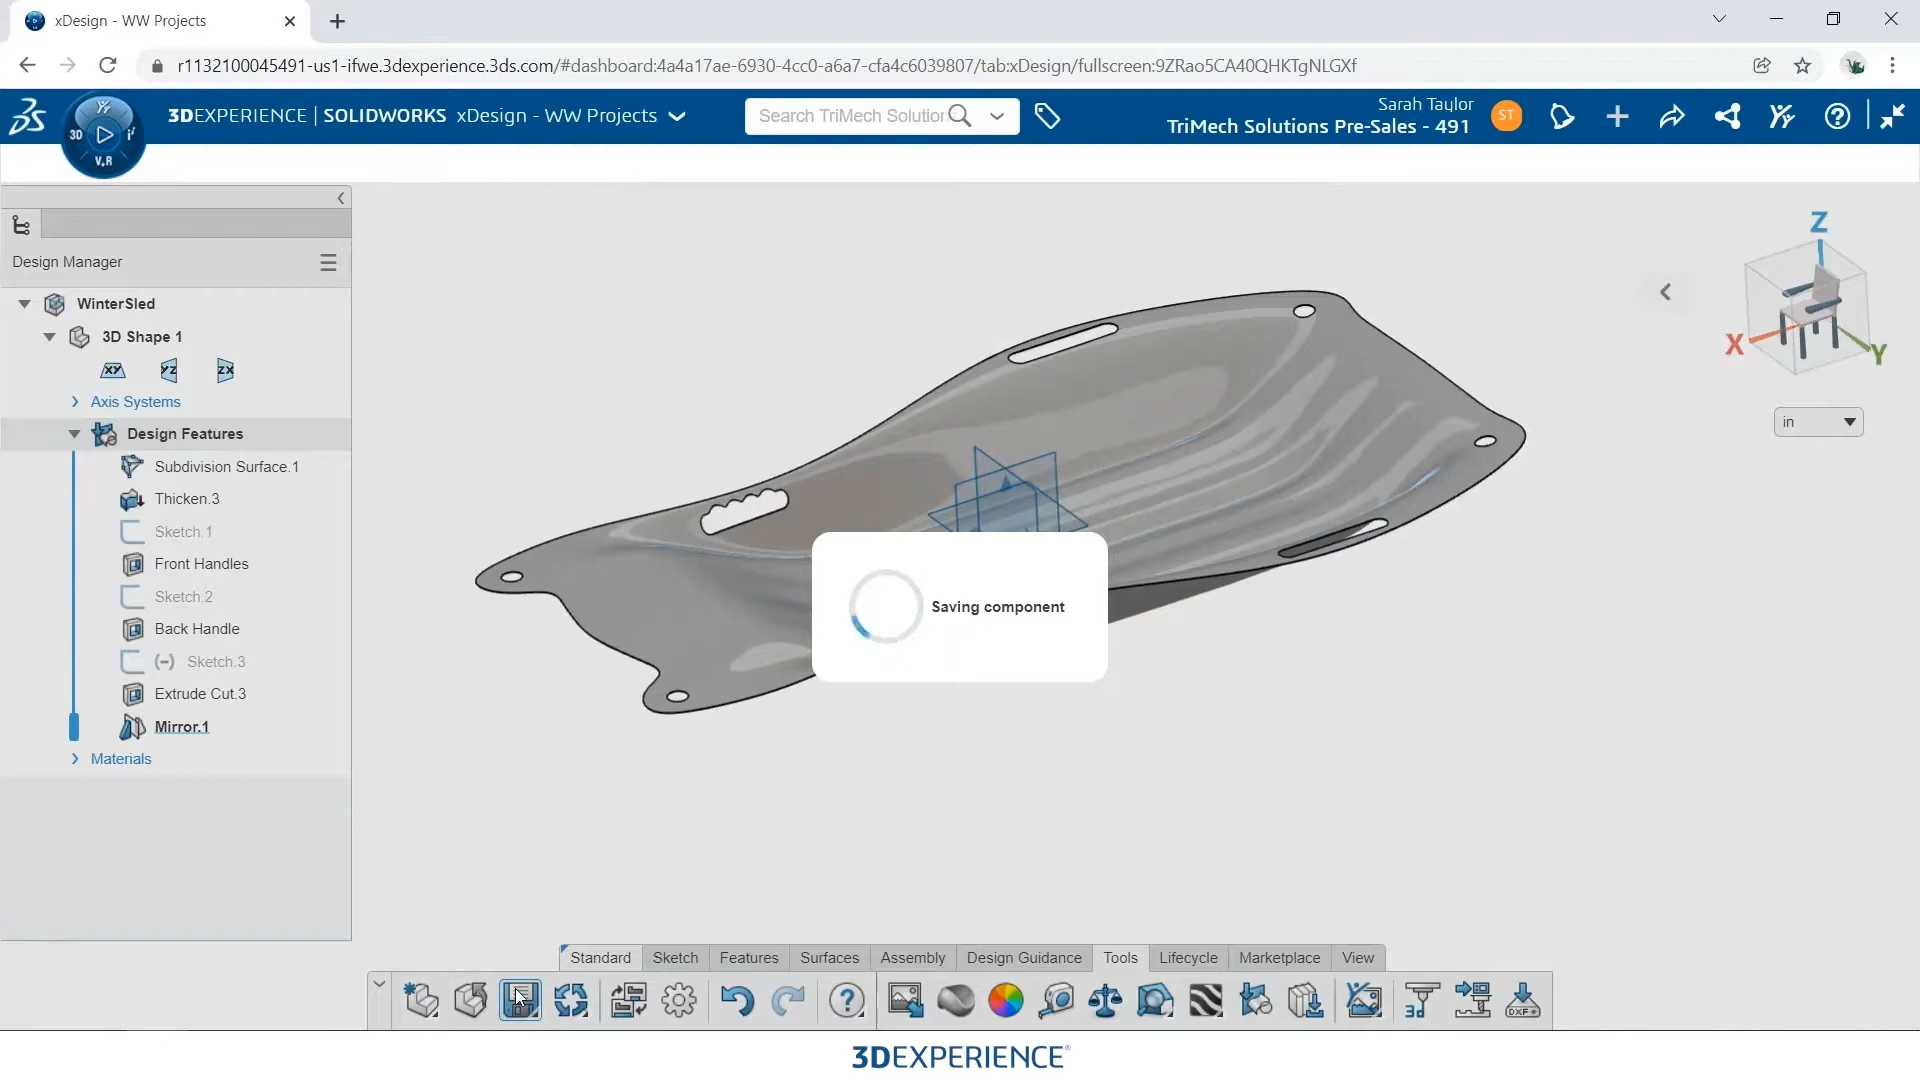 xDesign - WW Projects
r1132100045491-us1-ifwe.3dexperience.3ds.com/#dashboard:4a4a17ae-6930-4cc0-a6a7-cfa4c6039807/tab:xDesign/fullscreen:9ZRao5CA40QHKTgNLGXf
3D
V.R
3DEXPERIENCE | SOLIDWORKS xDesign - WW Projects
Search TriMech Solution
Sarah Taylor
TriMech Solutions Pre-Sales - 491
ST
Design Manager
WinterSled
3D Shape 1
XY YZ ZX
Axis Systems
Design Features
Subdivision Surface.1
Thicken.3
Sketch.1
Front Handles
Sketch.2
Back Handle
(-) Sketch.3
Extrude Cut.3
Mirror.1
Materials
Z
X
Y
in
Saving component
Standard Sketch Features Surfaces Assembly Design Guidance Tools Lifecycle Marketplace View
3D
DXF
3DEXPERIENCE®